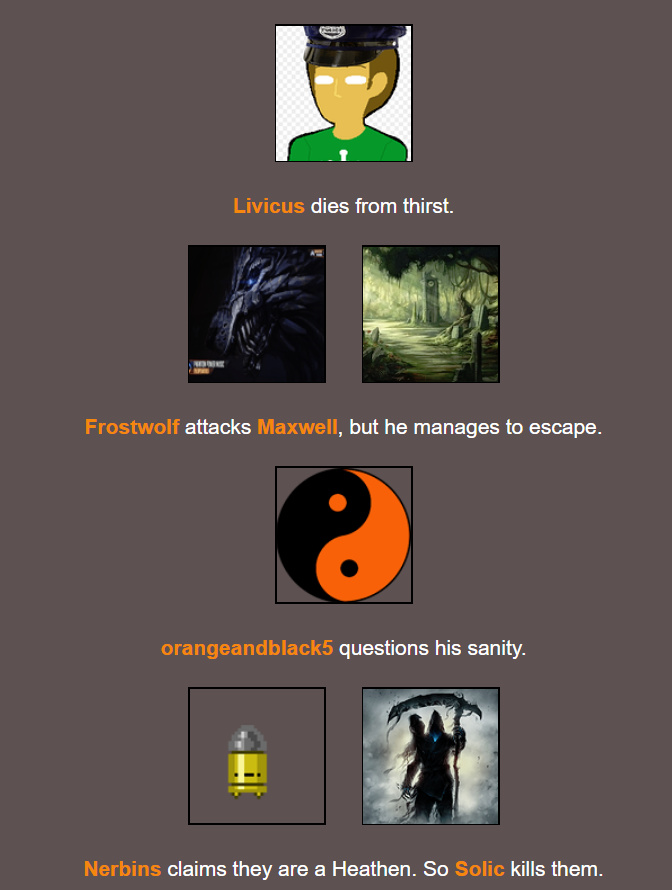 POLICE
Livicus dies from thirst.
Frostwolf attacks Maxwell, but he manages to escape.
orangeandblack5 questions his sanity.
Nerbins claims they are a Heathen. So Solic kills them.